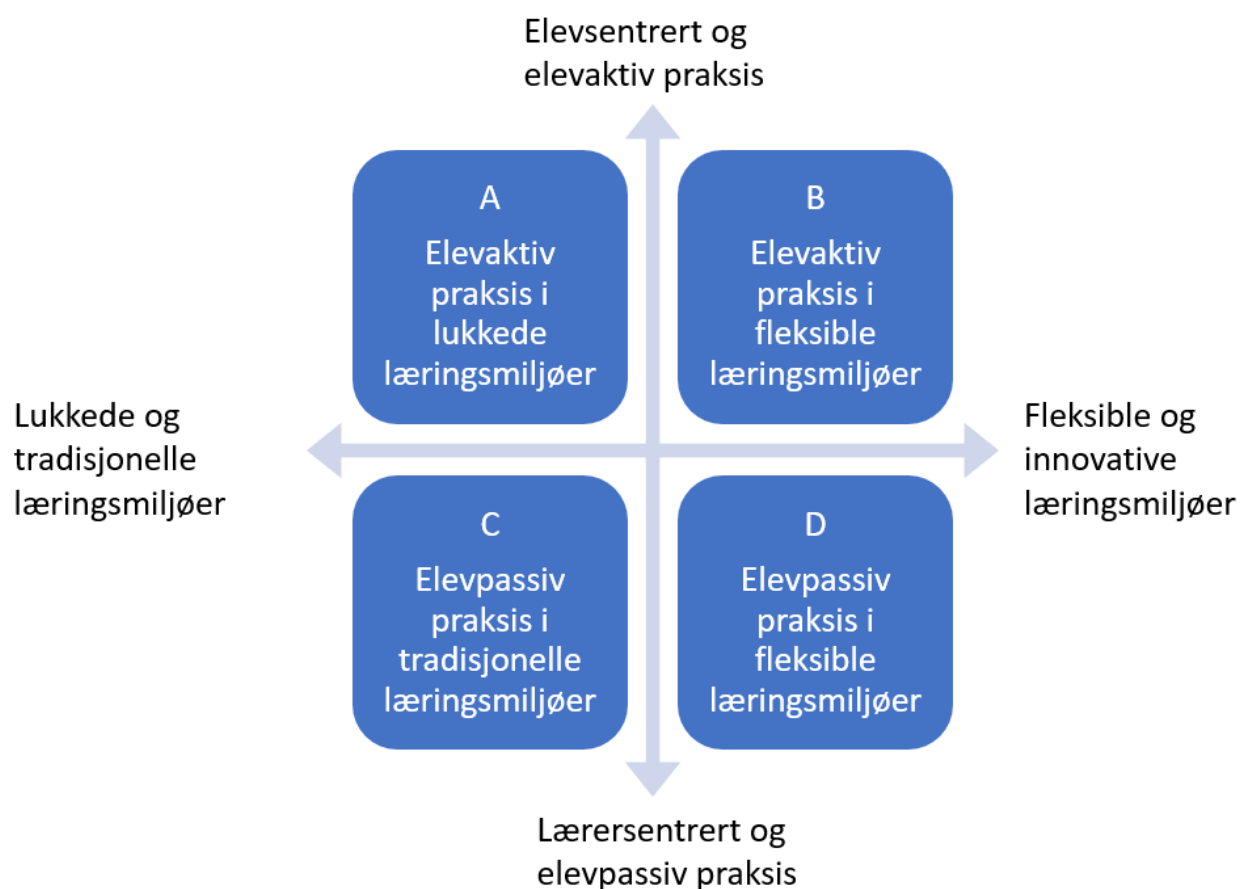 Elevsentrert og
elevaktiv praksis
A
Elevaktiv
praksis i
lukkede
læringsmiljøer
B
Elevaktiv
praksis i
fleksible
læringsmiljøer
Lukkede og
tradisjonelle
læringsmiljøer
Fleksible og
innovative
læringsmiljøer
C
Elevpassiv
praksis i
tradisjonelle
læringsmiljøer
D
Elevpassiv
praksis i
fleksible
læringsmiljøer
Lærersentrert og
elevpassiv praksis